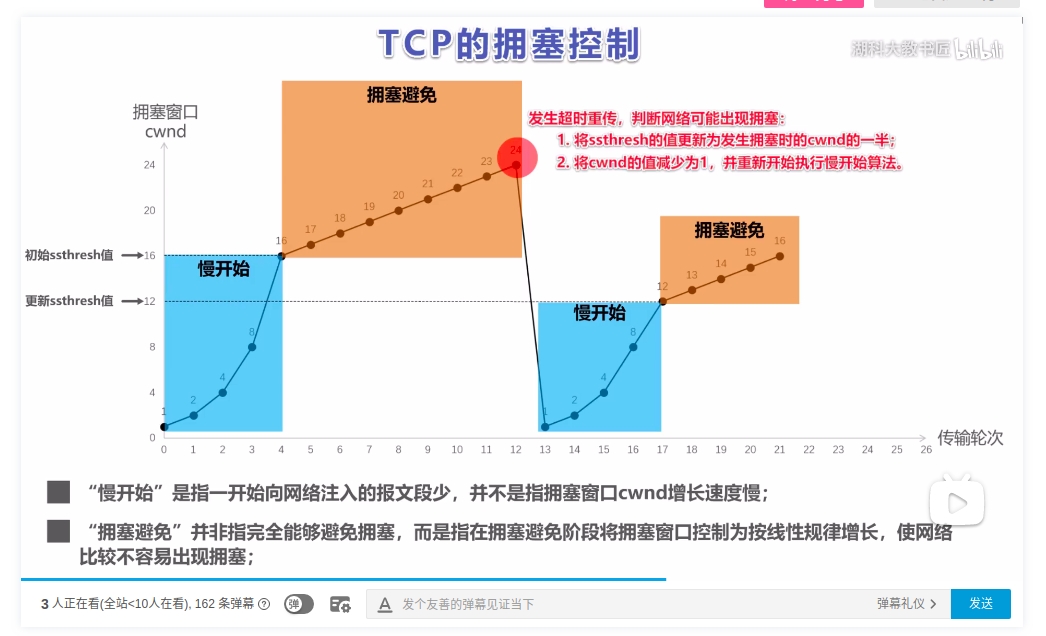 TCP的拥塞控制
湖科大教书匠 bilibili
拥塞避免
拥塞窗口
cwnd
发生超时重传，判断网络可能出现拥塞：
1. 将ssthresh的值更新为发生拥塞时的cwnd的一半；
2. 将cwnd的值减少为1，并重新开始执行慢开始算法。
24
24
23
22
21
20
20
19
18
17
16
初始ssthresh值
16
慢开始
拥塞避免
16
15
14
13
12
更新ssthresh值
12
慢开始
8
8
8
4
4
4
2
2
1
1
0
0 1 2 3 4 5 6 7 8 9 10 11 12 13 14 15 16 17 18 19 20 21 22 23 24 25 26
传输轮次
“慢开始”是指一开始向网络注入的报文段少，并不是指拥塞窗口cwnd增长速度慢；
“拥塞避免”并非指完全能够避免拥塞，而是指在拥塞避免阶段将拥塞窗口控制为按线性规律增长，使网络
比较不容易出现拥塞；
3 人正在看(全站<10人在看), 162 条弹幕 ?
弹
A 发个友善的弹幕见证当下
弹幕礼仪 >
发送